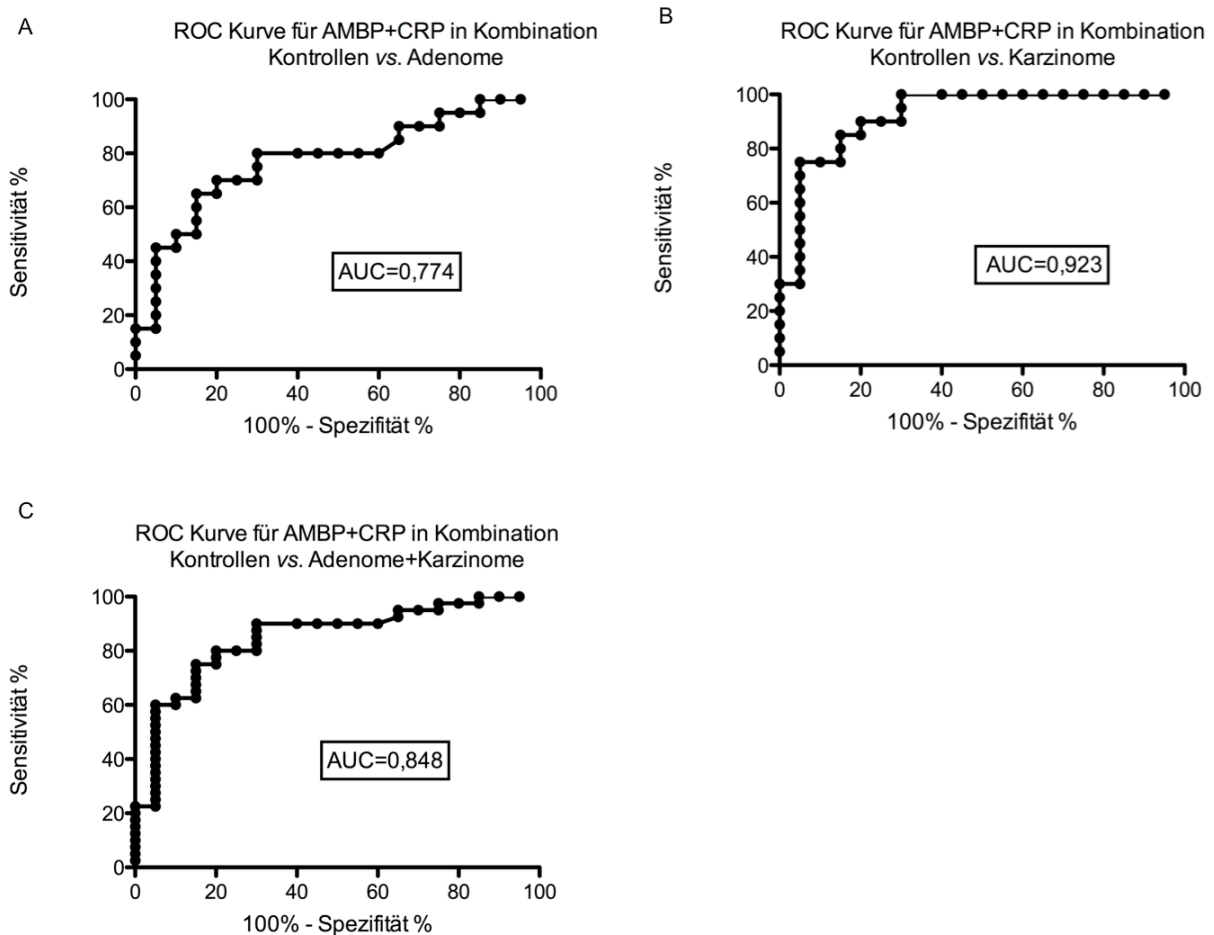 A
ROC Kurve für AMBP+CRP in Kombination
Kontrollen vs. Adenome
Sensitivität %
100
80
60
40
20
0
AUC=0,774
0 20 40 60 80 100
100% - Spezifität %
B
ROC Kurve für AMBP+CRP in Kombination
Kontrollen vs. Karzinome
Sensitivität %
100
80
60
40
20
0
AUC=0,923
0 20 40 60 80 100
100% - Spezifität %
C
ROC Kurve für AMBP+CRP in Kombination
Kontrollen vs. Adenome+Karzinome
Sensitivität %
100
80
60
40
20
0
AUC=0,848
0 20 40 60 80 100
100% - Spezifität %